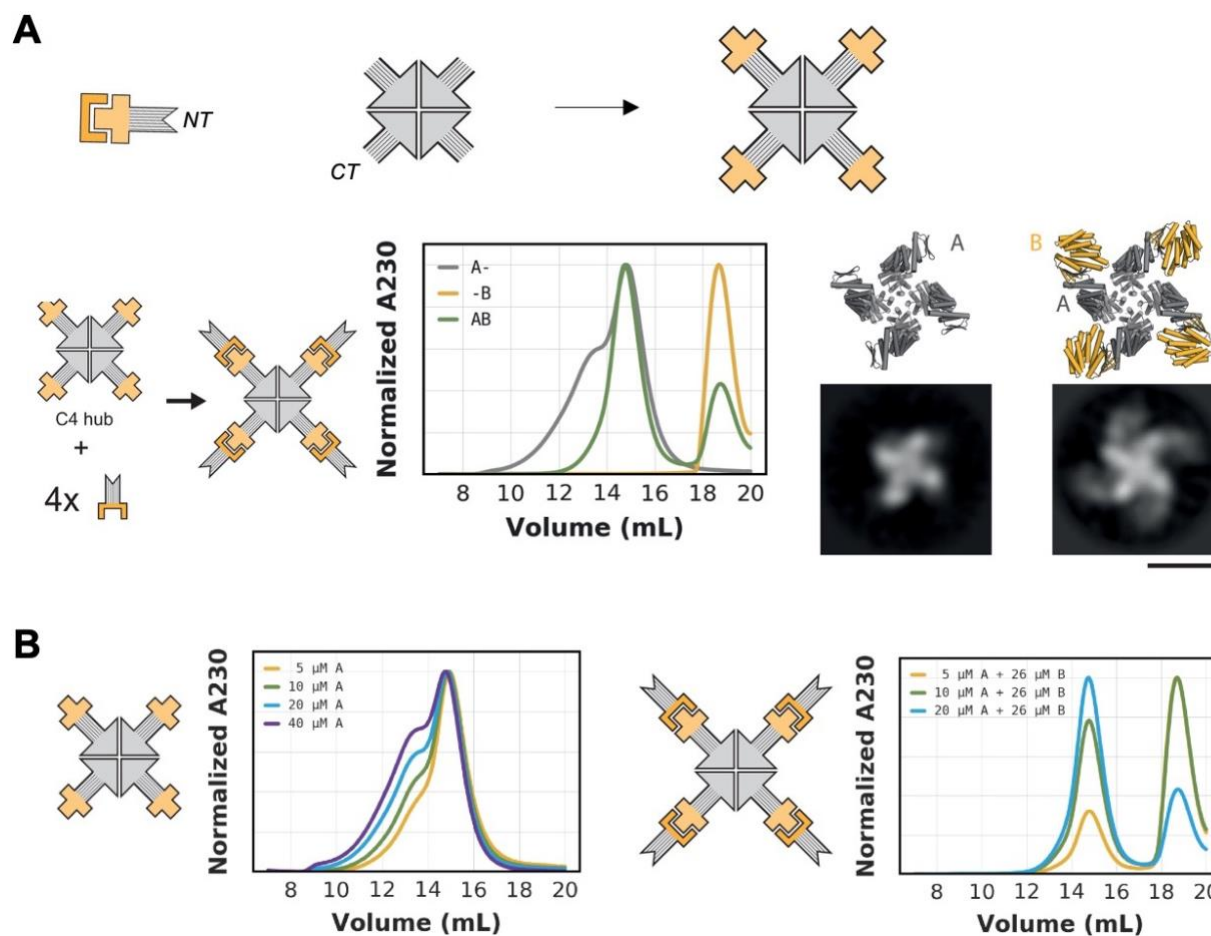 A
NT
CT
C4 hub
+
4x
Normalized A230
A-
-B
AB
8 10 12 14 16 18 20
Volume (mL)
A
B
A
B
Normalized A230
5 µM A
10 µM A
20 µM A
40 µM A
8 10 12 14 16 18 20
Volume (mL)
Normalized A230
5 µM A + 26 µM B
10 µM A + 26 µM B
20 µM A + 26 µM B
8 10 12 14 16 18 20
Volume (mL)